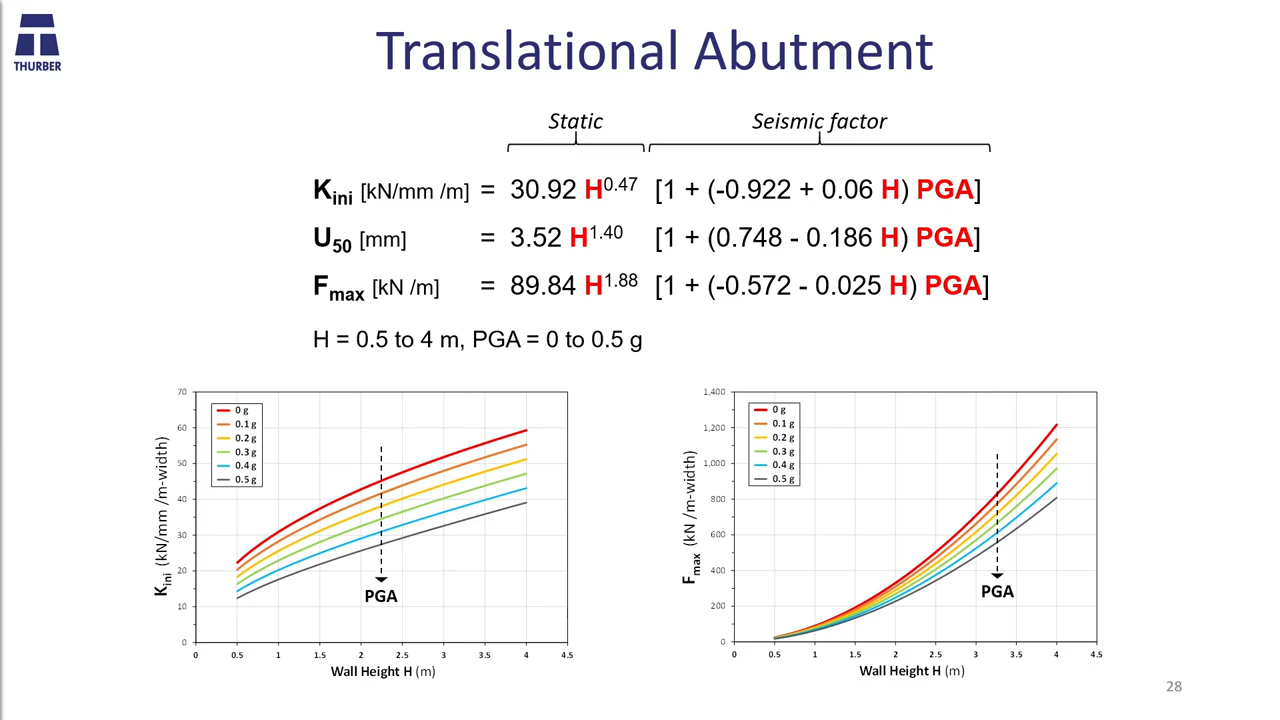 THURBER
Translational Abutment
Static Seismic factor
Kini [kN/mm /m] = 30.92 H^0.47 [1 + (-0.922 + 0.06 H) PGA]
U50 [mm] = 3.52 H^1.40 [1 + (0.748 - 0.186 H) PGA]
Fmax [kN /m] = 89.84 H^1.88 [1 + (-0.572 - 0.025 H) PGA]
H = 0.5 to 4 m, PGA = 0 to 0.5 g
Kini (kN/mm /m-width)
70
60
50
40
30
20
10
0
0 g
0.1 g
0.2 g
0.3 g
0.4 g
0.5 g
PGA
0 0.5 1 1.5 2 2.5 3 3.5 4 4.5
Wall Height H (m)
Fmax (kN /m-width)
1,400
1,200
1,000
800
600
400
200
0
0 g
0.1 g
0.2 g
0.3 g
0.4 g
0.5 g
PGA
0 0.5 1 1.5 2 2.5 3 3.5 4 4.5
Wall Height H (m)
28